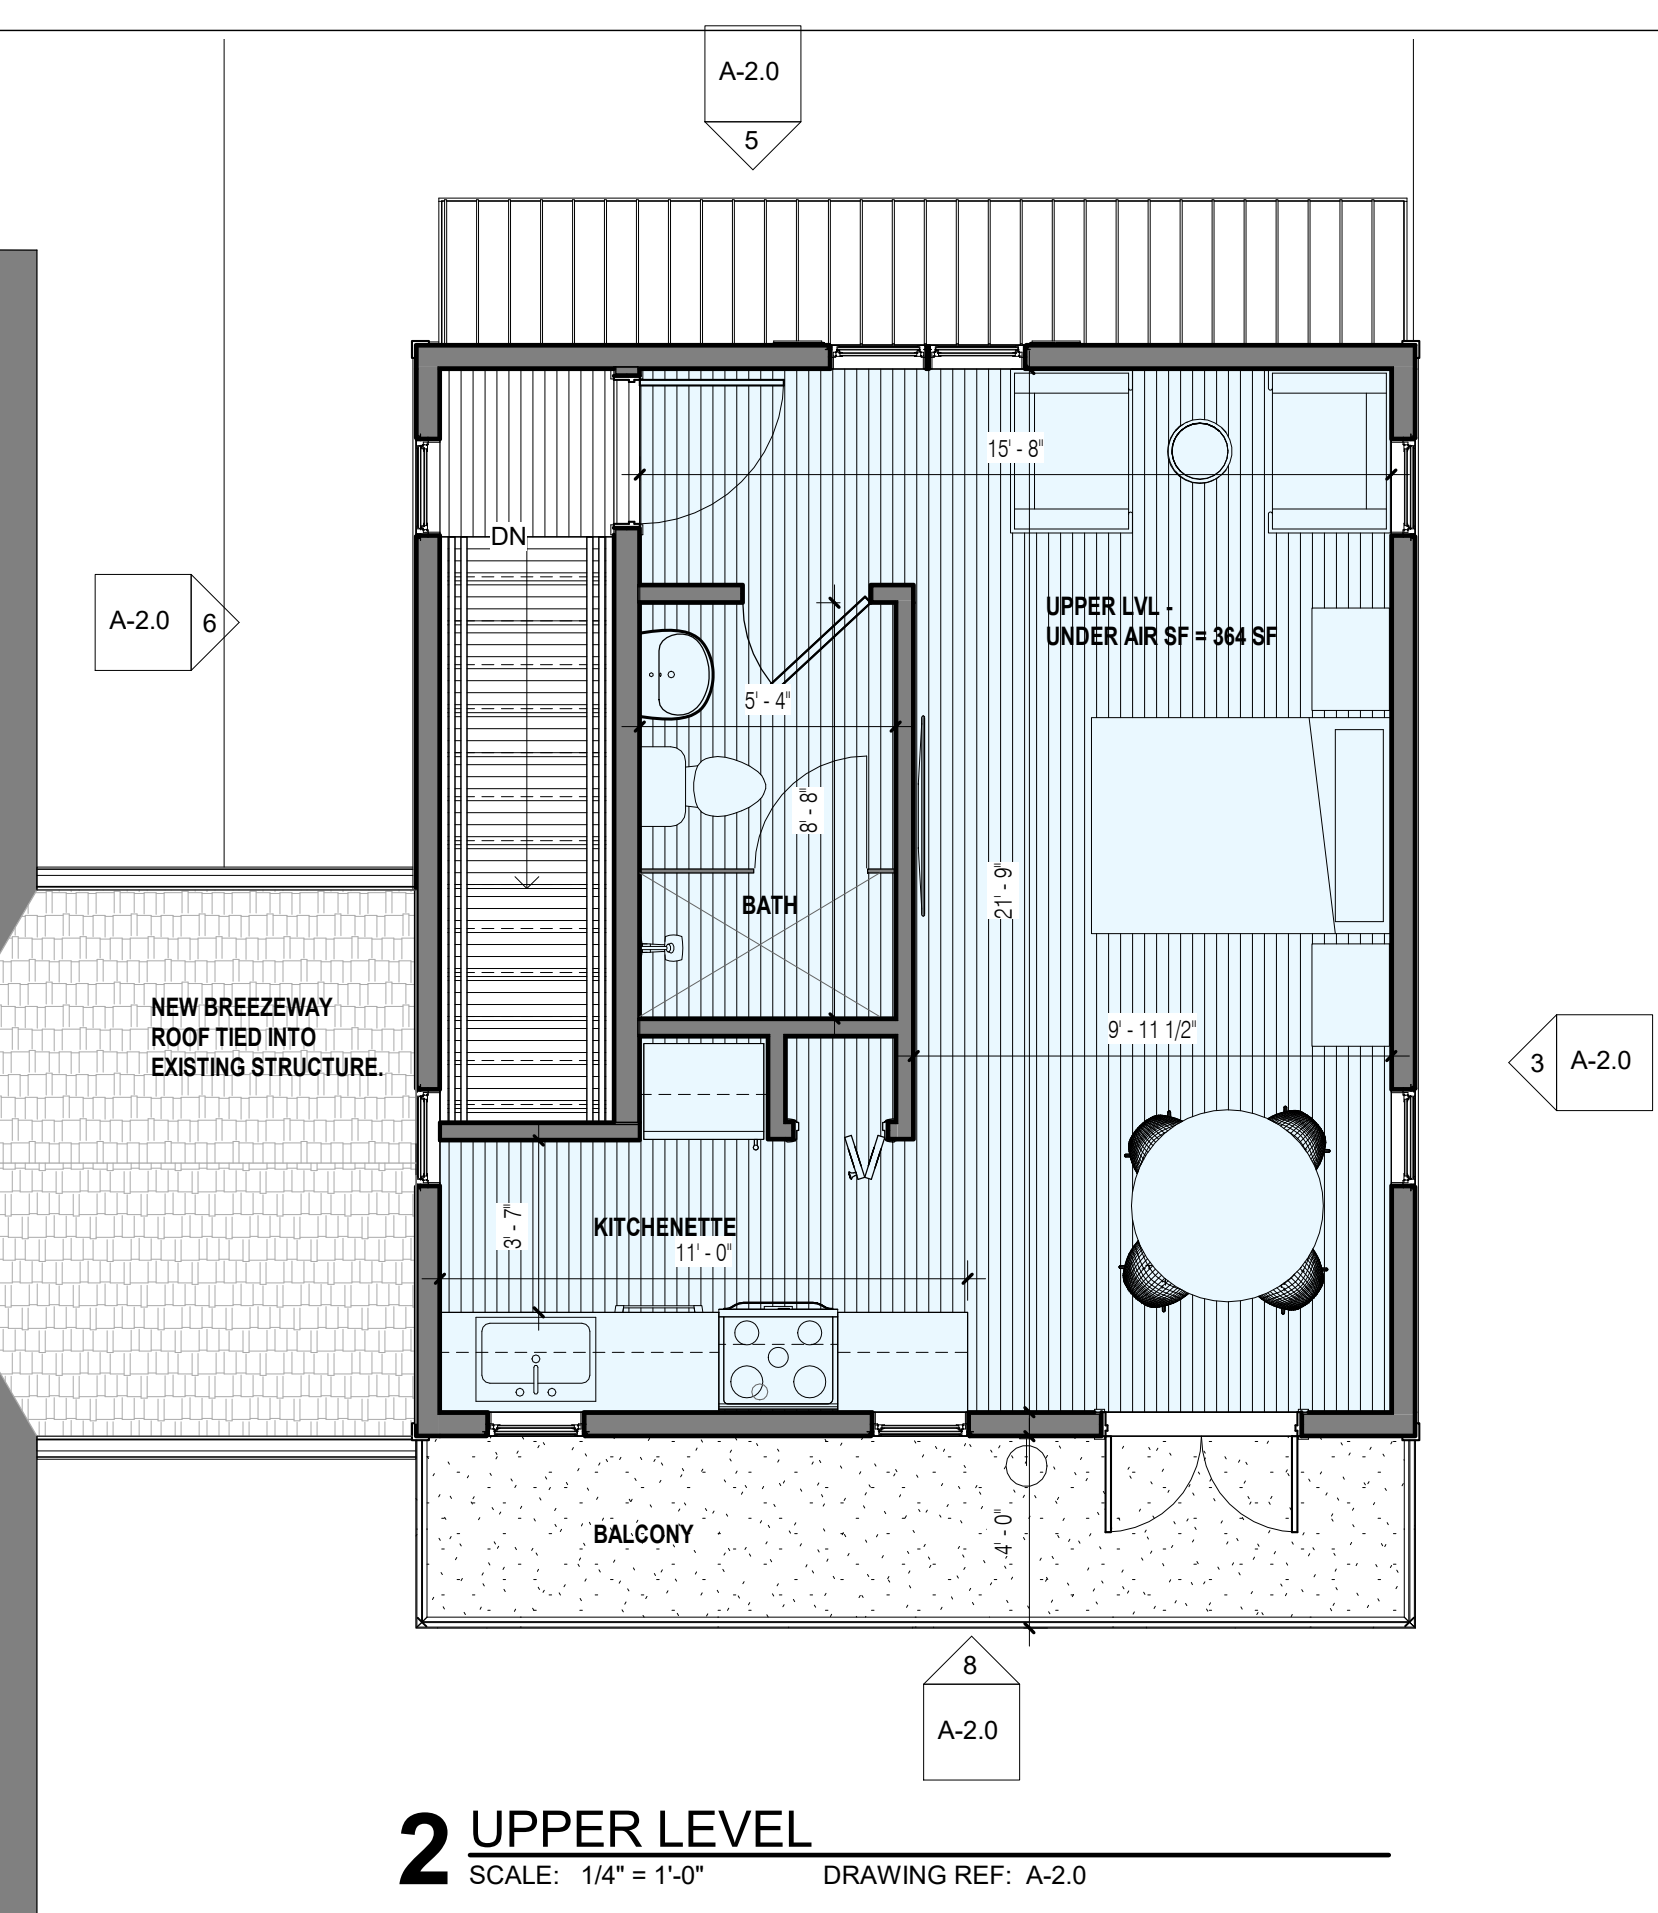 A-2.0
5
15' - 8"
DN
A-2.0
6
UPPER LVL -
UNDER AIR SF = 364 SF
5' - 4"
8' - 8"
21' - 9"
BATH
NEW BREEZEWAY
ROOF TIED INTO
EXISTING STRUCTURE.
9' - 11 1/2"
3
A-2.0
3' - 7"
KITCHENETTE
11' - 0"
BALCONY
4' - 0"
8
A-2.0
2
UPPER LEVEL
SCALE: 1/4" = 1'-0"
DRAWING REF: A-2.0